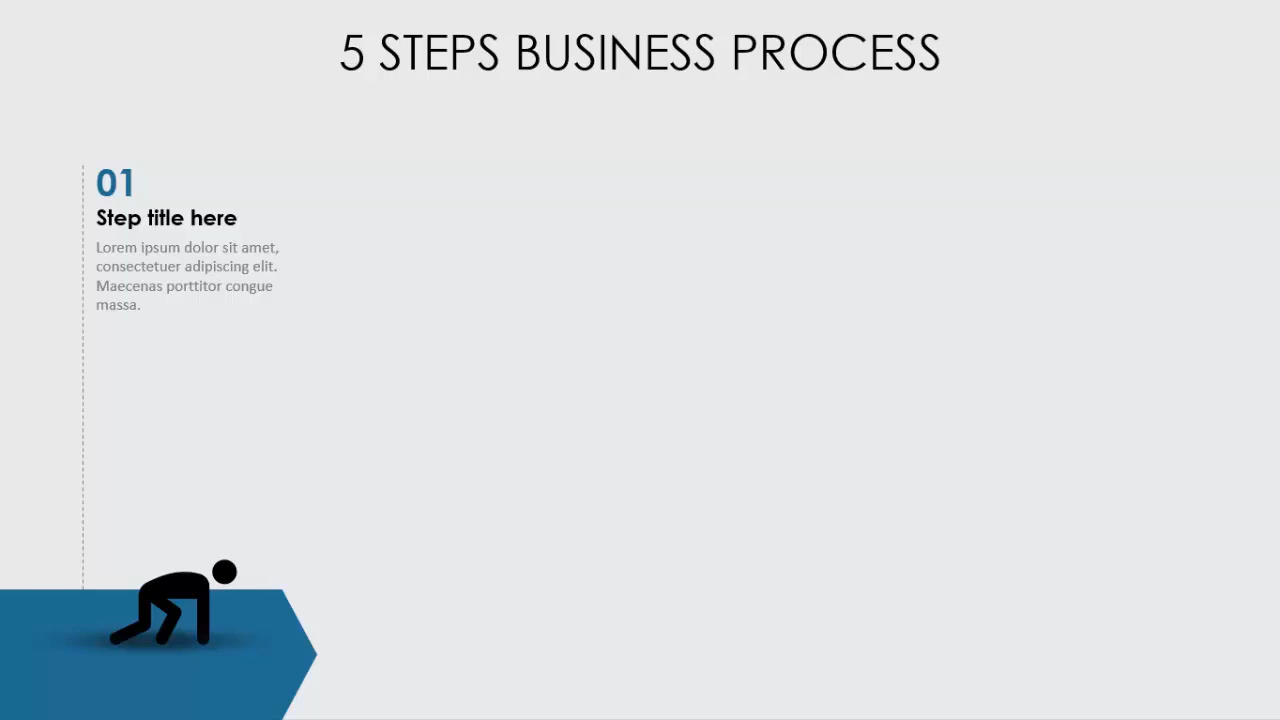 5 STEPS BUSINESS PROCESS
01
Step title here
Lorem ipsum dolor sit amet,
consectetuer adipiscing elit.
Maecenas porttitor congue
massa.